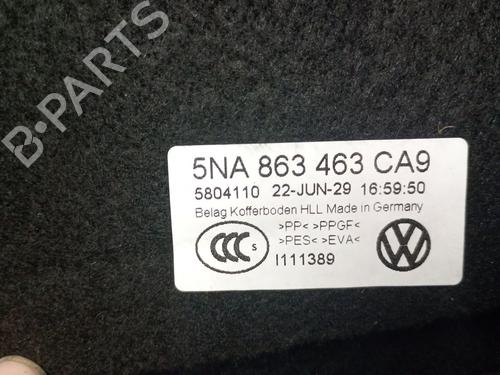 B-PARTS
5NA 863 463 CA9
5804110 22-JUN-29 16:59:50
Belag Kofferboden HLL Made in Germany
>PP< >PPGF<
>PES< >EVA<
CCC S
I111389